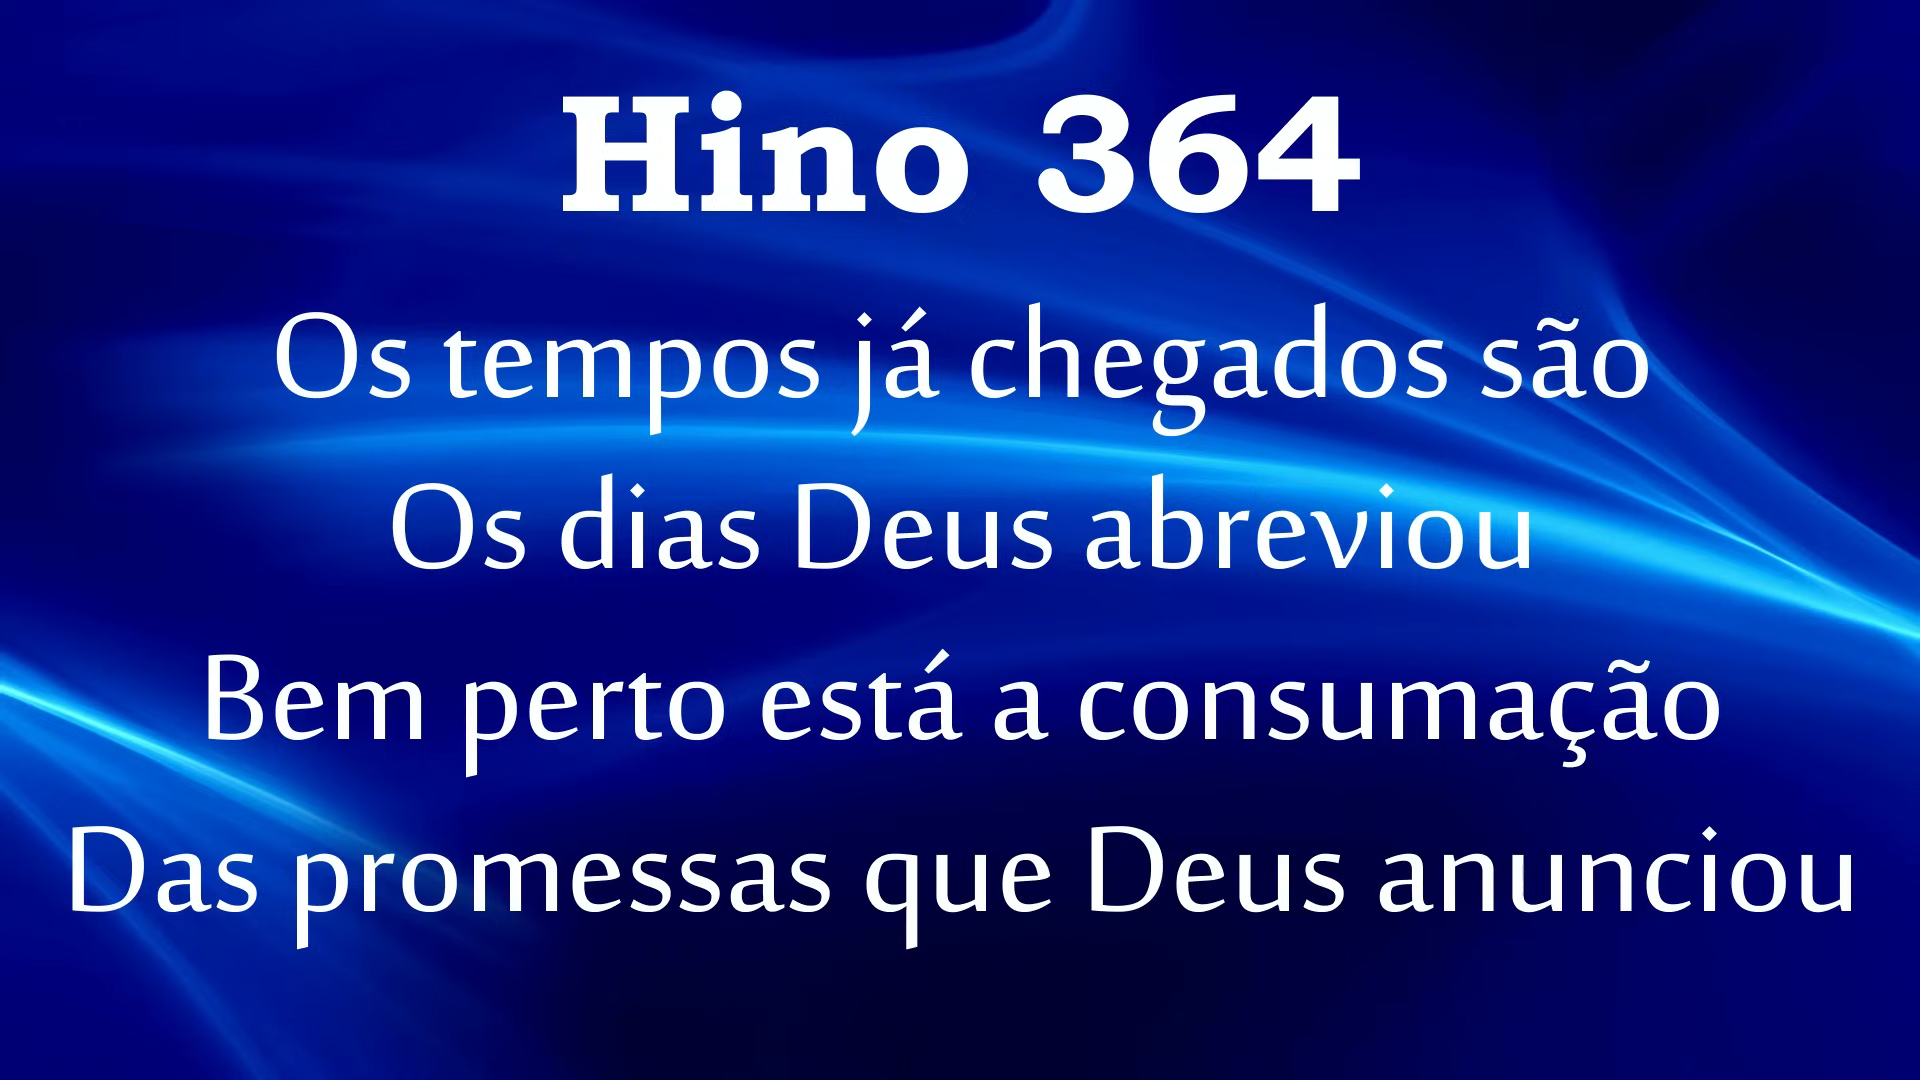 Hino 364
Os tempos já chegados são
Os dias Deus abreviou
Bem perto está a consumação
Das promessas que Deus anunciou